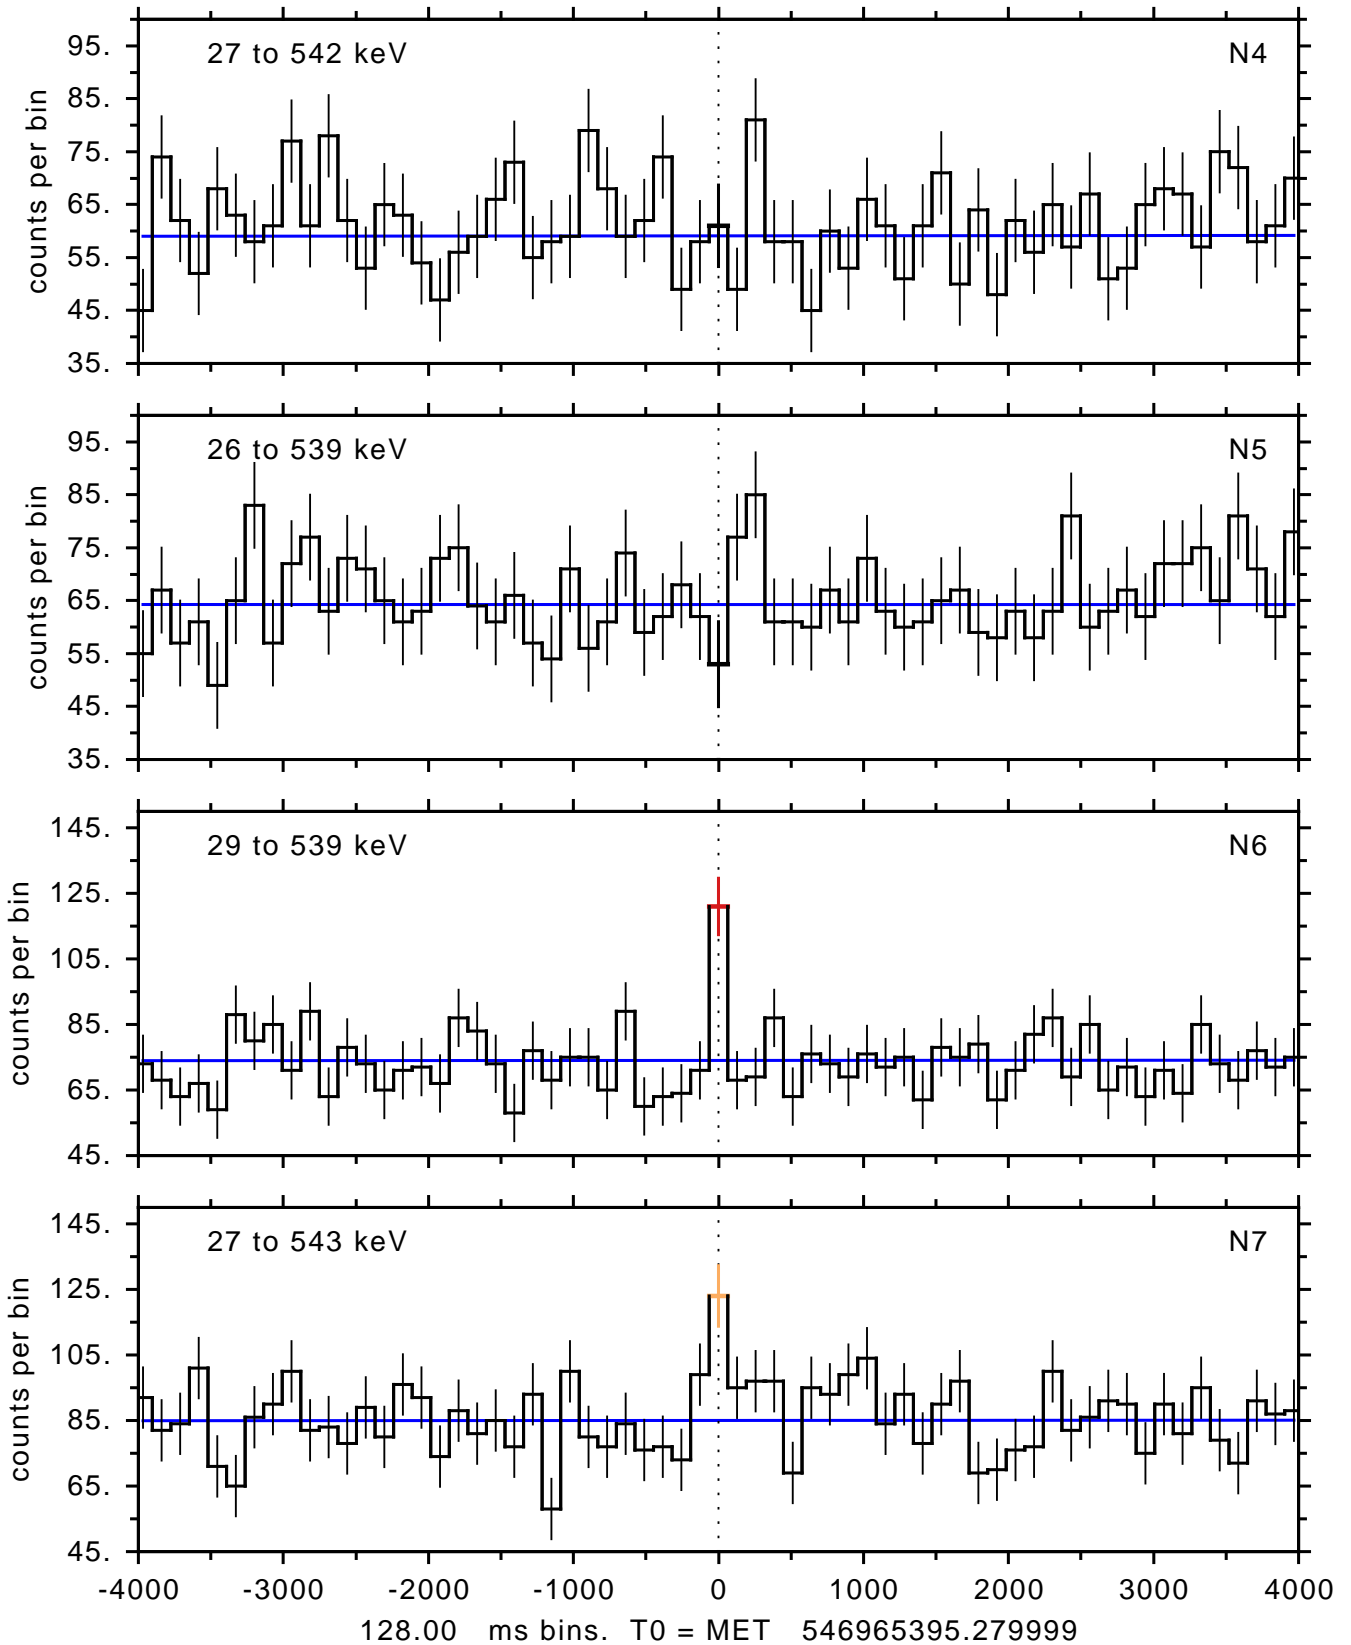 27 to 542 keV N4
95.
85.
75.
65.
55.
45.
35.
counts per bin
26 to 539 keV N5
95.
85.
75.
65.
55.
45.
35.
counts per bin
29 to 539 keV N6
145.
125.
105.
85.
65.
45.
counts per bin
27 to 543 keV N7
145.
125.
105.
85.
65.
45.
counts per bin
-4000 -3000 -2000 -1000 0 1000 2000 3000 4000
128.00 ms bins. T0 = MET 546965395.279999